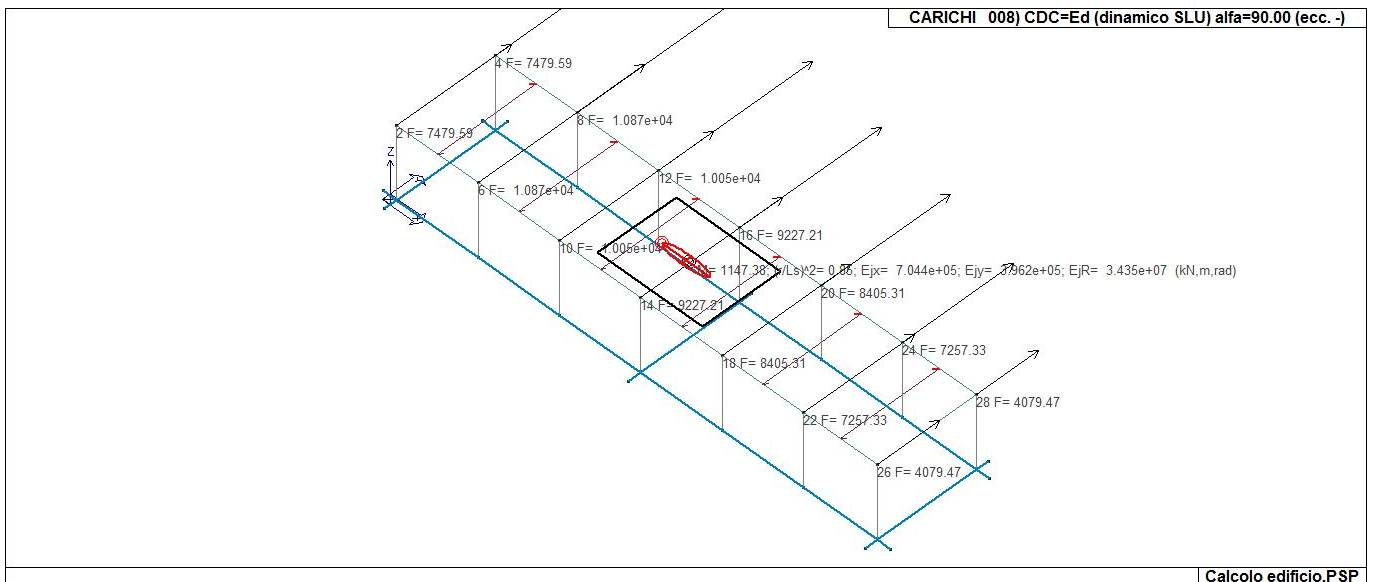 CARICHI 008) CDC=Ed (dinamico SLU) alfa=90.00 (ecc. -)
4 F= 7479.59
8 F= 1.087e+04
2 F= 7479.59
Z
12 F= 1.005e+04
6 F= 1.087e+04
16 F= 9227.21
10 F= 1.005e+04
= 1147.38; (r/Ls)^2= 0.85; Ejx= 7.044e+05; Ejy= 3.962e+05; EjR= 3.435e+07 (kN,m,rad)
20 F= 8405.31
14 F= 9227.21
24 F= 7257.33
18 F= 8405.31
28 F= 4079.47
22 F= 7257.33
26 F= 4079.47
Calcolo edificio.PSP